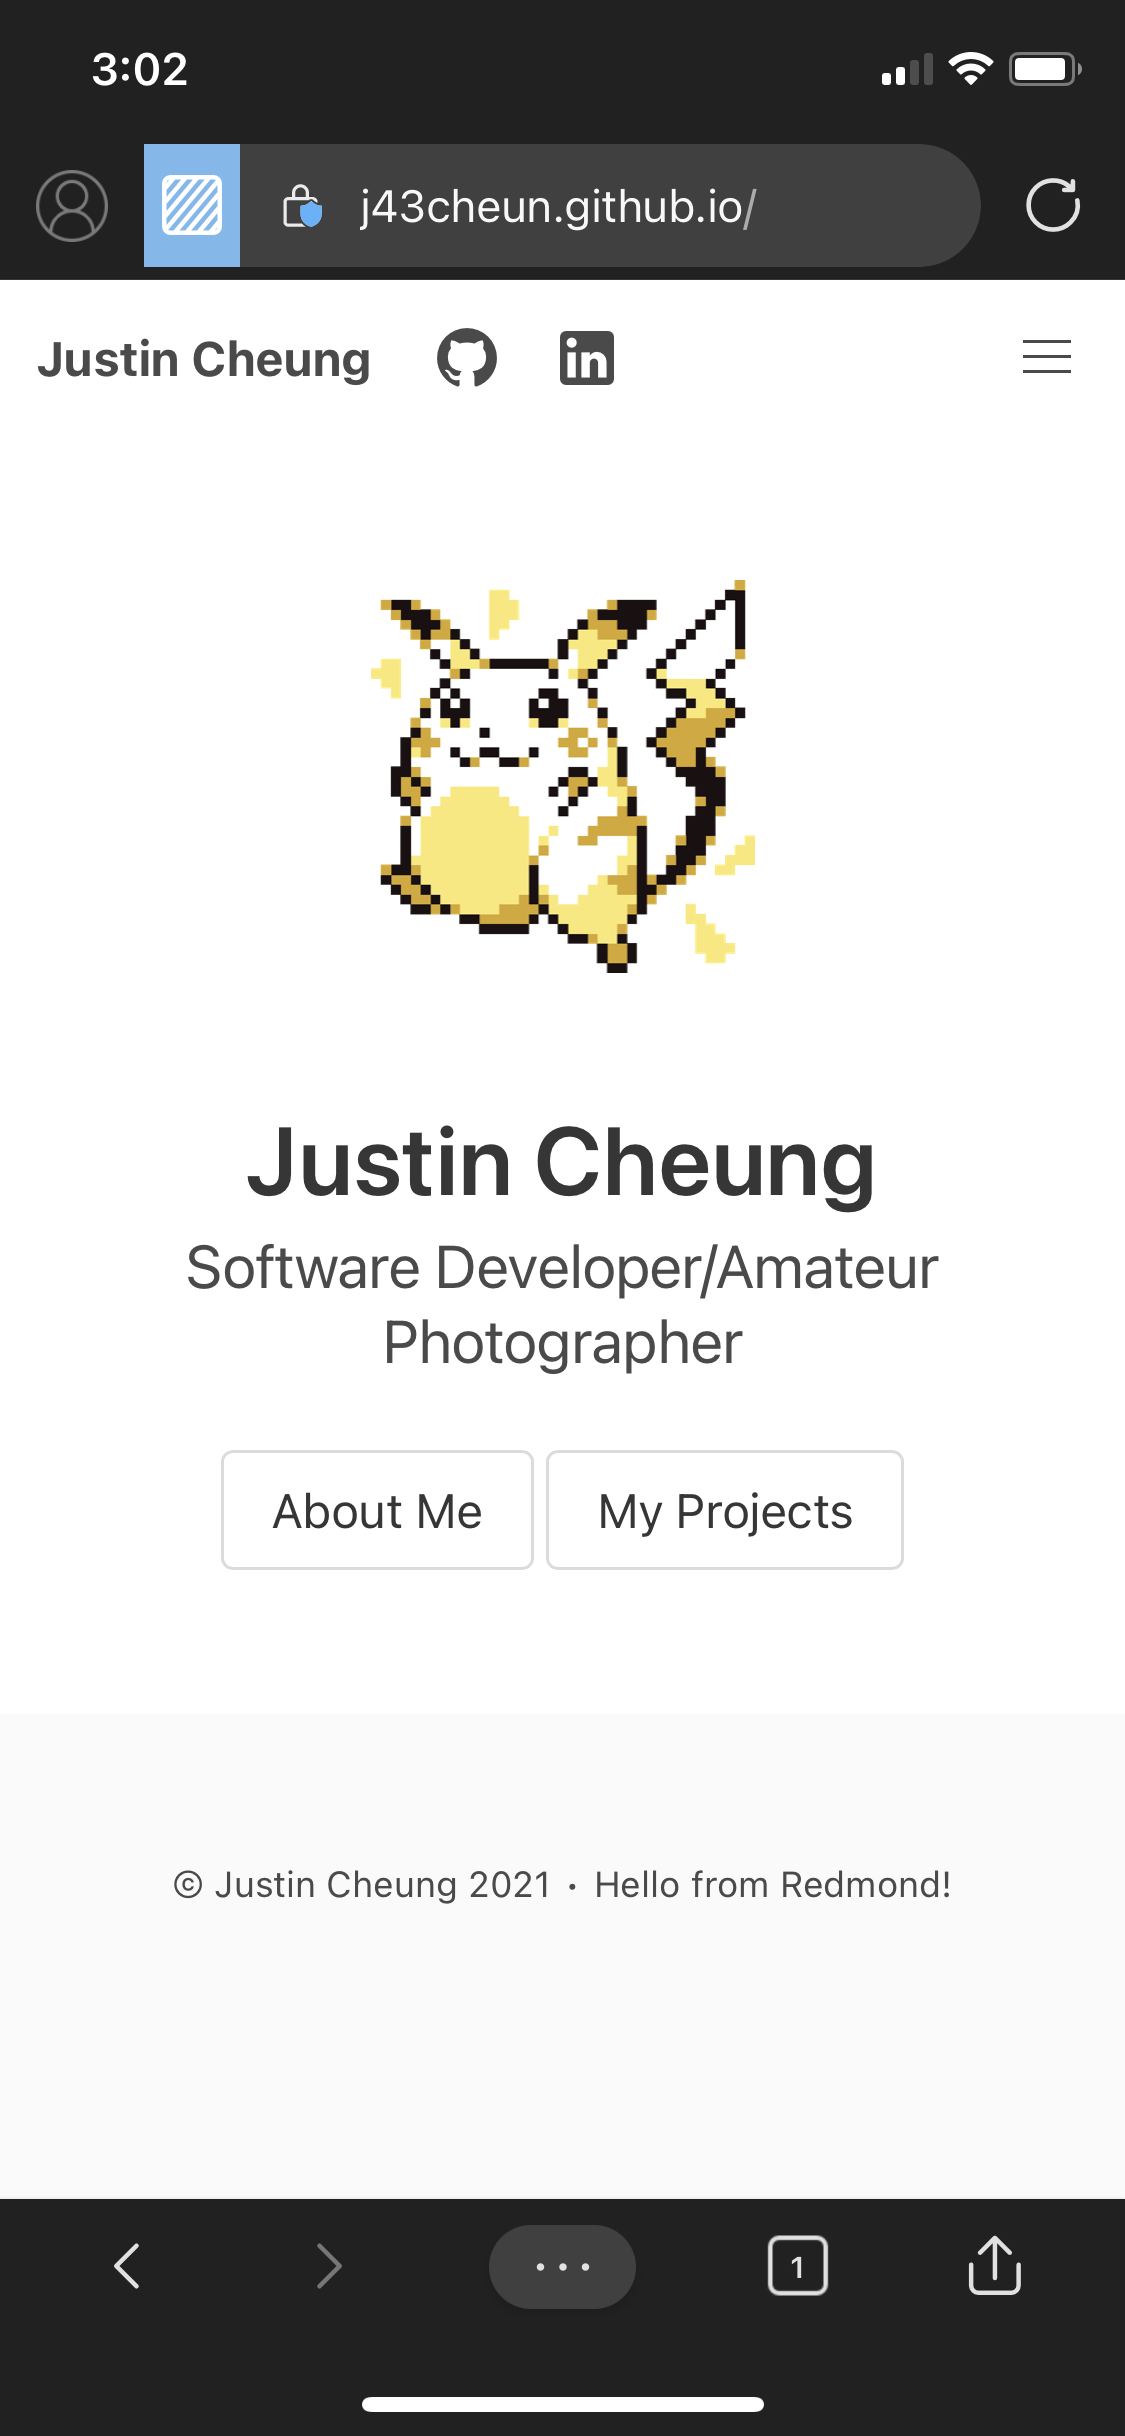 3:02
j43cheun.github.io/
Justin Cheung
in
Justin Cheung
Software Developer/Amateur
Photographer
About Me
My Projects
© Justin Cheung 2021 • Hello from Redmond!
1